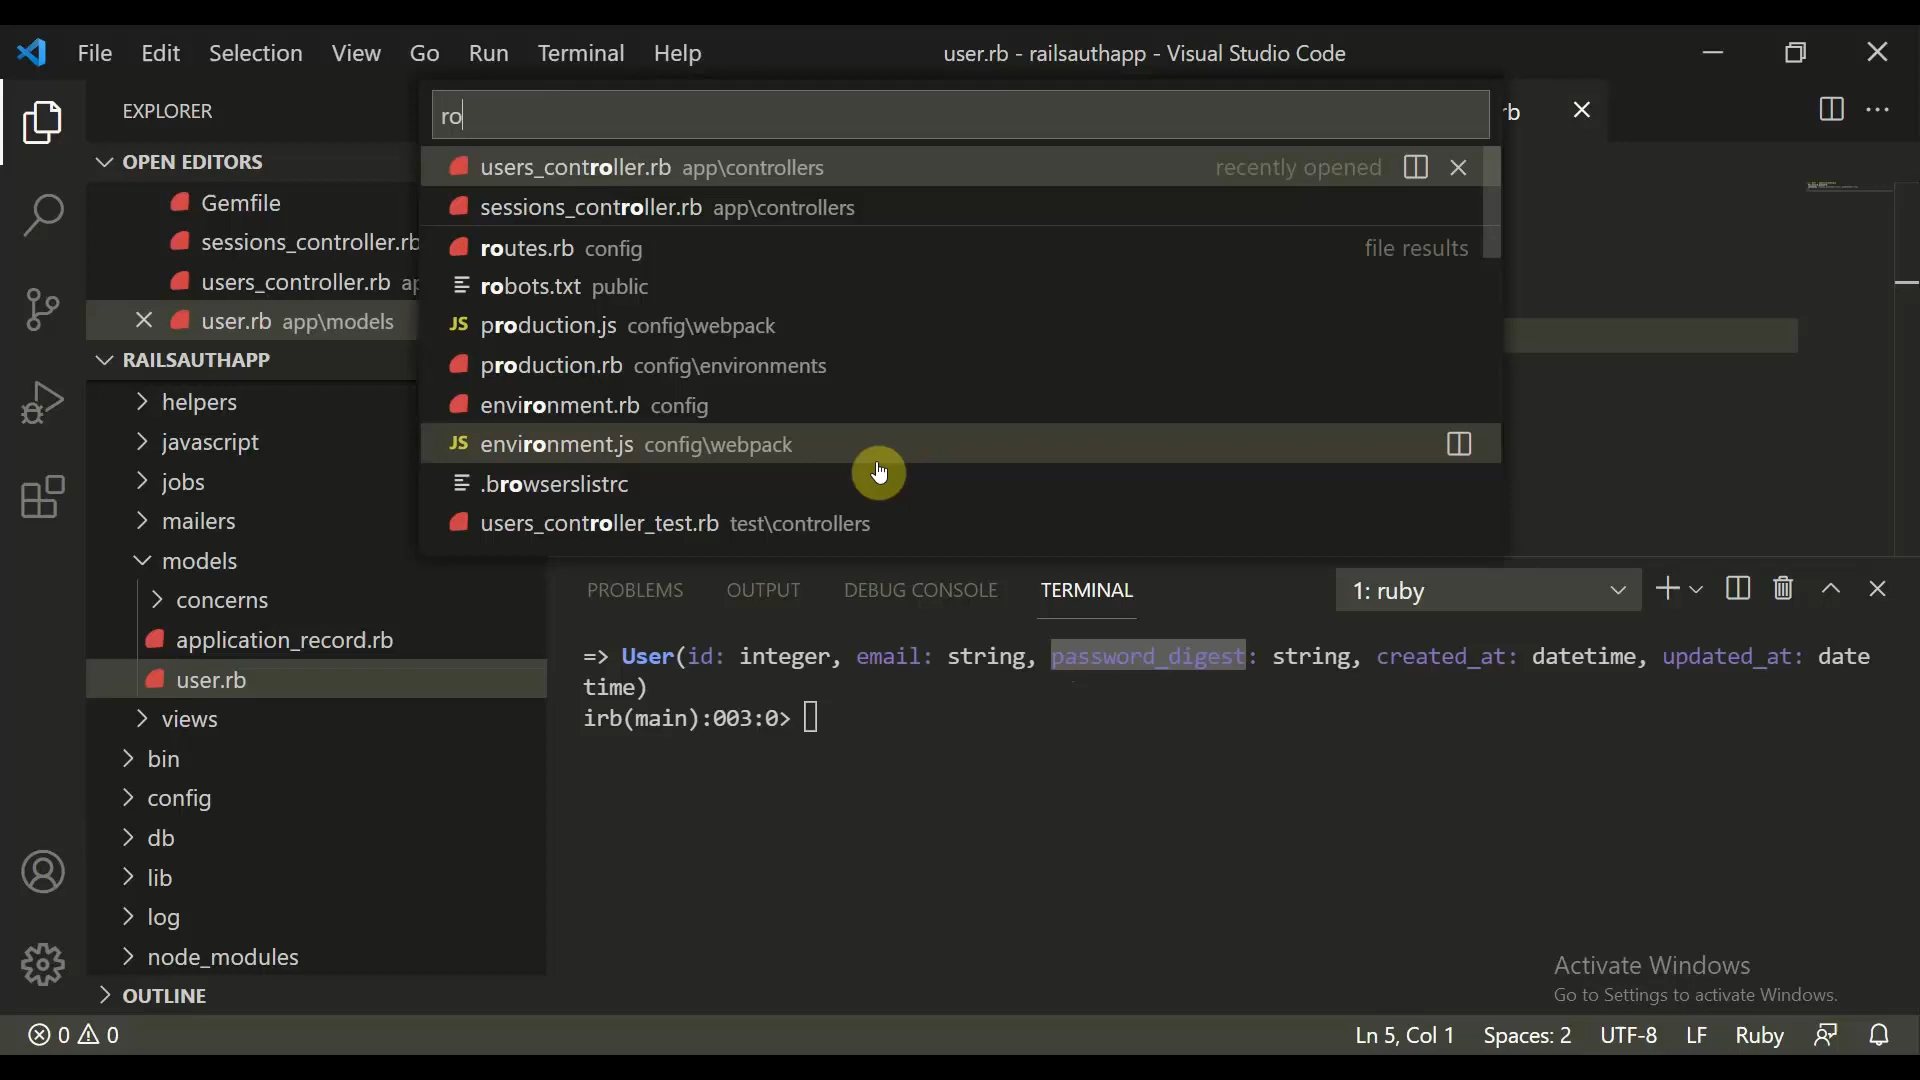 File Edit Selection View Go Run Terminal Help user.rb - railsauthapp - Visual Studio Code
EXPLORER
ro
rb
OPEN EDITORS
Gemfile
sessions_controller.rb
users_controller.rb ap
user.rb app\models
RAILSAUTHAPP
helpers
javascript
jobs
mailers
models
concerns
application_record.rb
user.rb
views
bin
config
db
lib
log
node_modules
OUTLINE
users_controller.rb app\controllers recently opened
sessions_controller.rb app\controllers
routes.rb config file results
robots.txt public
JS production.js config\webpack
production.rb config\environments
environment.rb config
JS environment.js config\webpack
.browserslistrc
users_controller_test.rb test\controllers
PROBLEMS OUTPUT DEBUG CONSOLE TERMINAL 1: ruby
=> User(id: integer, email: string, password_digest: string, created_at: datetime, updated_at: date
time)
irb(main):003:0>
Activate Windows
Go to Settings to activate Windows.
0 0 Ln 5, Col 1 Spaces: 2 UTF-8 LF Ruby